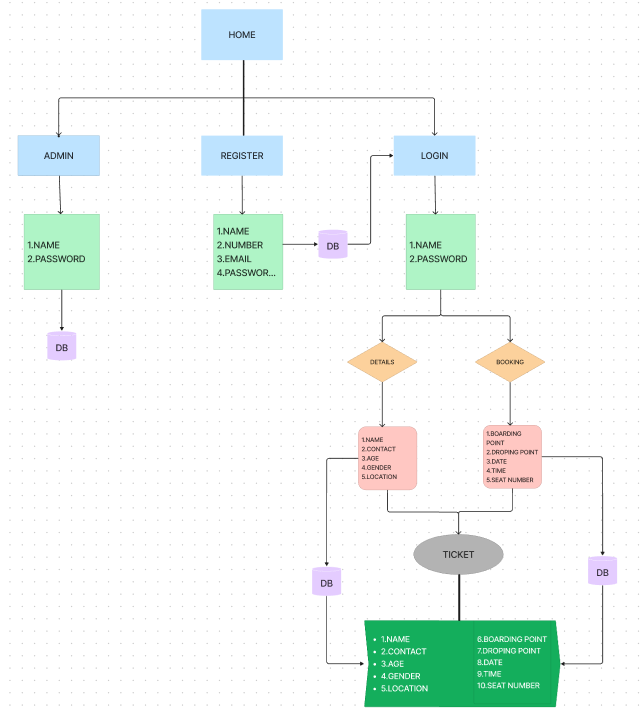 HOME
ADMIN
REGISTER
LOGIN
1.NAME
2.PASSWORD
1.NAME
2.NUMBER
3.EMAIL
4.PASSWOR...
DB
1.NAME
2.PASSWORD
DB
DETAILS
BOOKING
1.NAME
2.CONTACT
3.AGE
4.GENDER
5.LOCATION
1.BOARDING
POINT
2.DROPING POINT
3.DATE
4.TIME
5.SEAT NUMBER
TICKET
DB
DB
• 1.NAME
• 2.CONTACT
• 3.AGE
• 4.GENDER
• 5.LOCATION
6.BOARDING POINT
7.DROPING POINT
8.DATE
9.TIME
10.SEAT NUMBER